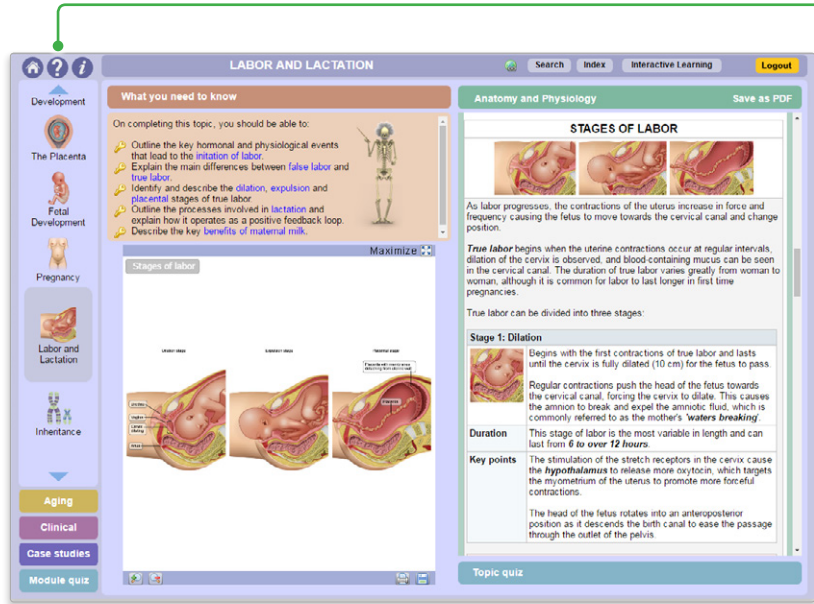 LABOR AND LACTATION
Search
Index
Interactive Learning
Logout
Development
The Placenta
Fetal
Development
Pregnancy
Labor and
Lactation
Inheritance
Aging
Clinical
Case studies
Module quiz
What you need to know
On completing this topic, you should be able to:
Outline the key hormonal and physiological events
that lead to the initation of labor.
Explain the main differences between false labor and
true labor.
Identify and describe the dilation, expulsion and
placental stages of true labor.
Outline the processes involved in lactation and
explain how it operates as a positive feedback loop.
Describe the key benefits of maternal milk.
Maximize
Stages of labor
Dilation stage
Expulsion stage
Placental stage
Placenta
Anatomy and Physiology
Save as PDF
STAGES OF LABOR
As labor progresses, the contractions of the uterus increase in force and
frequency causing the fetus to move towards the cervical canal and change
position.
True labor begins when the uterine contractions occur at regular intervals,
dilation of the cervix is observed, and blood-containing mucus can be seen
in the cervical canal. The duration of true labor varies greatly from woman to
woman, although it is common for labor to last longer in first time
pregnancies.
True labor can be divided into three stages:
Stage 1: Dilation
Begins with the first contractions of true labor and lasts
until the cervix is fully dilated (10 cm) for the fetus to pass.
Regular contractions push the head of the fetus towards
the cervical canal, forcing the cervix to dilate. This causes
the amnion to break and expel the amniotic fluid, which is
commonly referred to as the mother's 'waters breaking'.
Duration
This stage of labor is the most variable in length and can
last from 6 to over 12 hours.
Key points
The stimulation of the stretch receptors in the cervix cause
the hypothalamus to release more oxytocin, which targets
the myometrium of the uterus to promote more forceful
contractions.
The head of the fetus rotates into an anteroposterior
position as it descends the birth canal to ease the passage
through the outlet of the pelvis.
Topic quiz